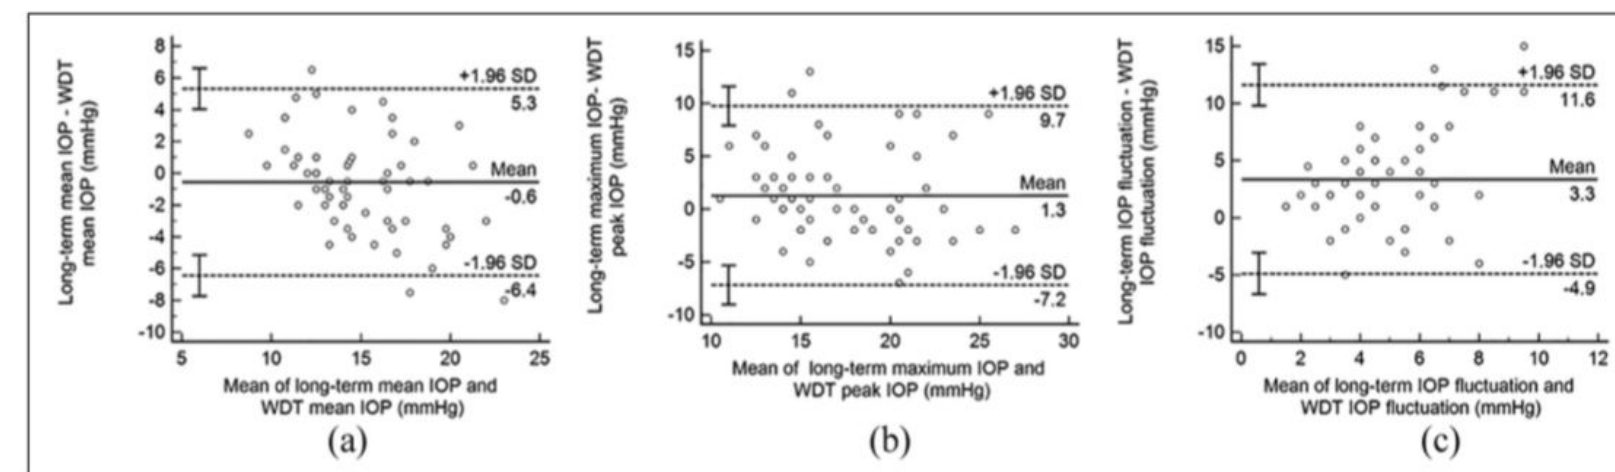 Long-term mean IOP - WDT
mean IOP (mmHg)
8
6
4
2
0
-2
-4
-6
-8
-10
+1.96 SD
5.3
Mean
-0.6
-1.96 SD
-6.4
5
10
15
20
25
Mean of long-term mean IOP and
WDT mean IOP (mmHg)
(a)
Long-term maximum IOP- WDT
peak IOP (mmHg)
15
10
5
0
-5
-10
+1.96 SD
9.7
Mean
1.3
-1.96 SD
-7.2
10
15
20
25
30
Mean of long-term maximum IOP and
WDT peak IOP (mmHg)
(b)
Long-term IOP fluctuation - WDT
IOP fluctuation (mmHg)
15
10
5
0
-5
-10
+1.96 SD
11.6
Mean
3.3
-1.96 SD
-4.9
0
2
4
6
8
10
12
Mean of long-term IOP fluctuation and
WDT IOP fluctuation (mmHg)
(c)